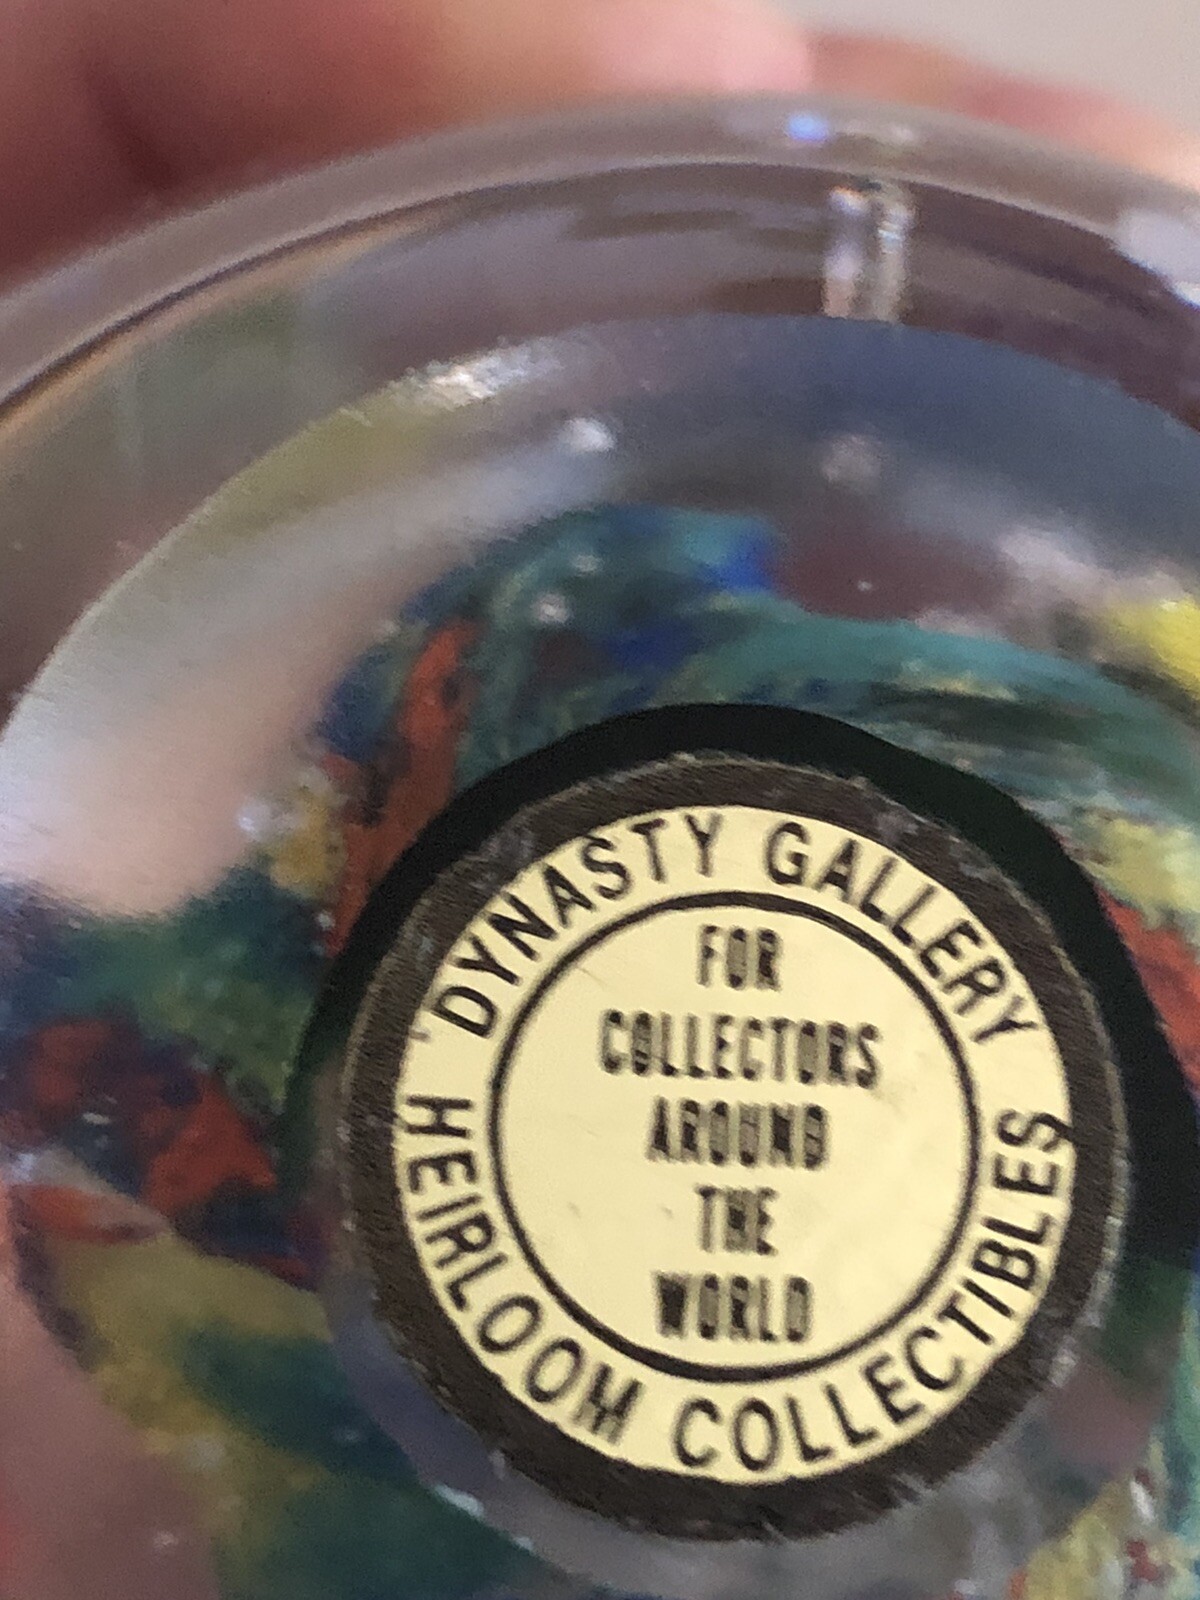 DYNASTY GALLERY
FOR
COLLECTORS
AROUND
THE
WORLD
HEIRLOOM COLLECTIBLES